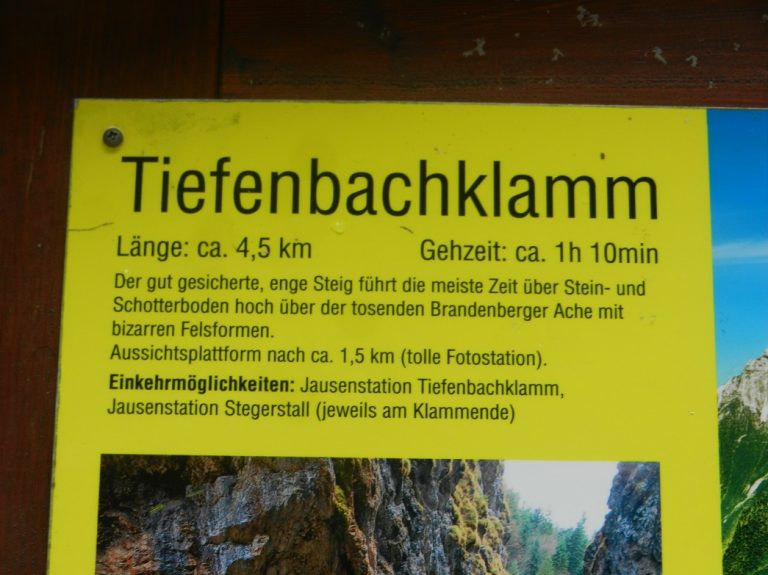 Tiefenbachklamm
Länge: ca. 4,5 km Gehzeit: ca. 1h 10min
Der gut gesicherte, enge Steig führt die meiste Zeit über Stein- und
Schotterboden hoch über der tosenden Brandenberger Ache mit
bizarren Felsformen.
Aussichtsplattform nach ca. 1,5 km (tolle Fotostation).
Einkehrmöglichkeiten: Jausenstation Tiefenbachklamm,
Jausenstation Stegerstall (jeweils am Klammende)